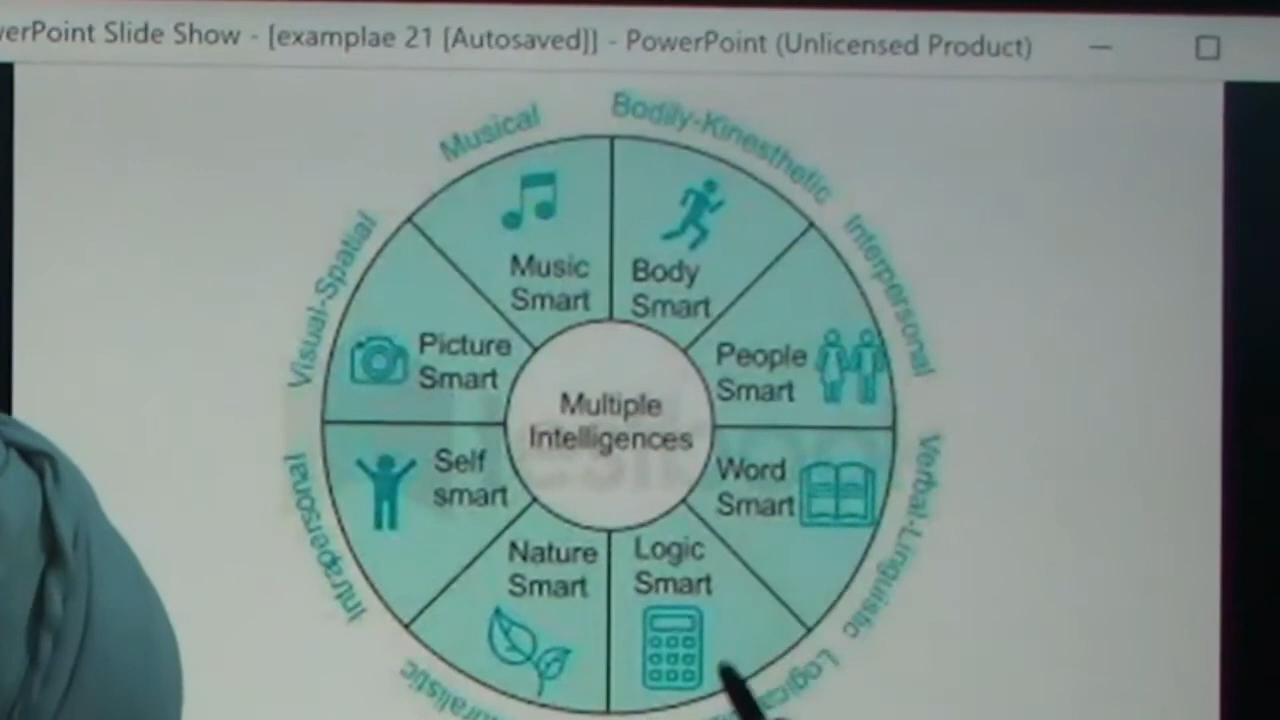 PowerPoint Slide Show - [examplae 21 [Autosaved]] - PowerPoint (Unlicensed Product)
Musical
Bodily-Kinesthetic
Music
Smart
Body
Smart
Visual-Spatial
Interpersonal
Picture
Smart
People
Smart
Multiple
Intelligences
Self
smart
Word
Smart
Intrapersonal
Verbal-Linguistic
Nature
Smart
Logic
Smart